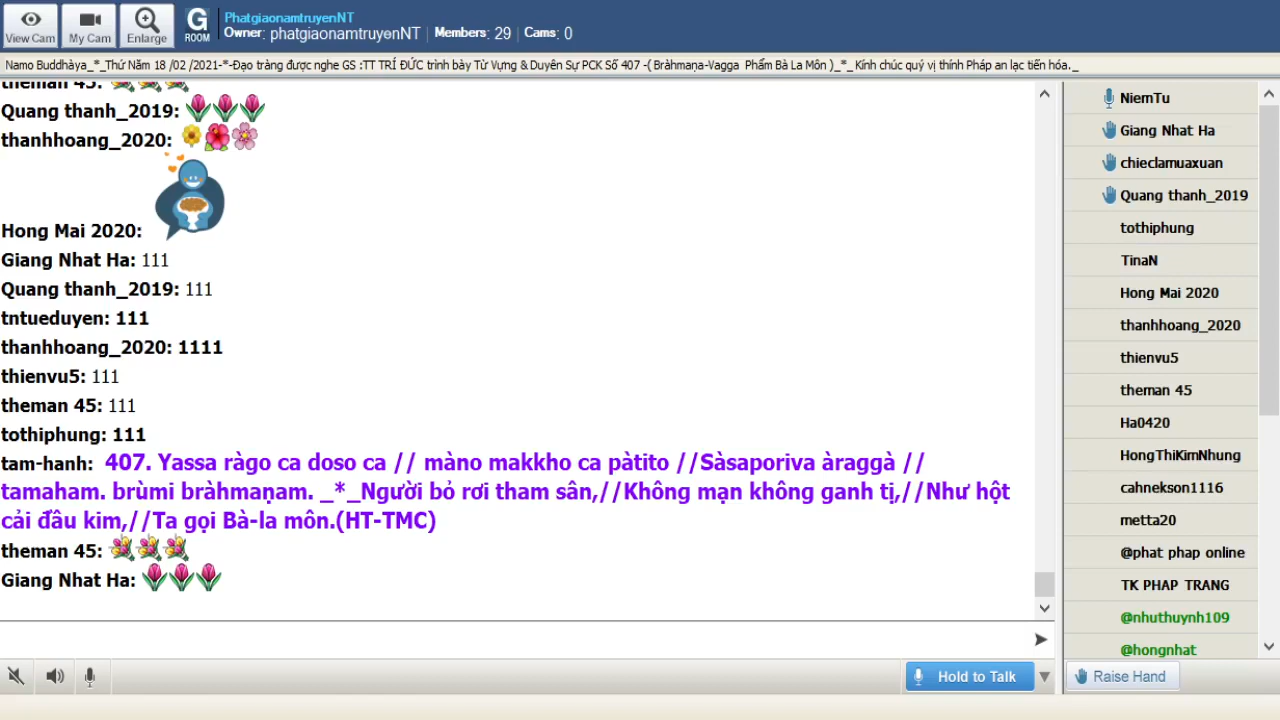 View Cam
My Cam
Enlarge
G
ROOM
PhatgiaonamtruyenNT
Owner: phatgiaonamtruyenNT | Members: 29 | Cams: 0
Namo Buddhàya_*_Thứ Năm 18 /02 /2021-*-Đạo tràng được nghe GS :TT TRÍ ĐỨC trình bày Từ Vựng & Duyên Sự PCK Số 407 -( Bràhmaṇa-Vagga Phẩm Bà La Môn )_*_ Kính chúc quý vị thính Pháp an lạc tiến hóa._
theman 45:
Quang thanh_2019:
thanhhoang_2020:
Hong Mai 2020:
Giang Nhat Ha: 111
Quang thanh_2019: 111
tntueduyen: 111
thanhhoang_2020: 1111
thienvu5: 111
theman 45: 111
tothiphung: 111
tam-hanh: 407. Yassa ràgo ca doso ca // màno makkho ca pàtito //Sàsaporiva àraggà //
tamaham. brùmi bràhmaṇam. _*_Người bỏ rơi tham sân,//Không mạn không ganh tị,//Như hột
cải đầu kim,//Ta gọi Bà-la môn.(HT-TMC)
theman 45:
Giang Nhat Ha:
NiemTu
Giang Nhat Ha
chieclamuaxuan
Quang thanh_2019
tothiphung
TinaN
Hong Mai 2020
thanhhoang_2020
thienvu5
theman 45
Ha0420
HongThiKimNhung
cahnekson1116
metta20
@phat phap online
TK PHAP TRANG
@nhuthuynh109
@hongnhat
Hold to Talk
Raise Hand